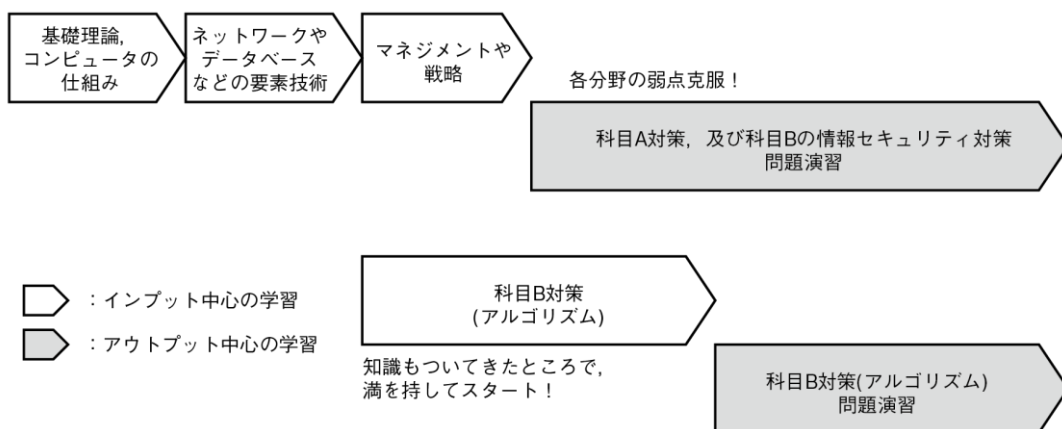 基礎理論，
コンピュータの
仕組み
ネットワークや
データベース
などの要素技術
マネジメントや
戦略
各分野の弱点克服！
科目A対策，及び科目Bの情報セキュリティ対策
問題演習
：インプット中心の学習
：アウトプット中心の学習
科目B対策
(アルゴリズム)
知識もついてきたところで，
満を持してスタート！
科目B対策(アルゴリズム)
問題演習